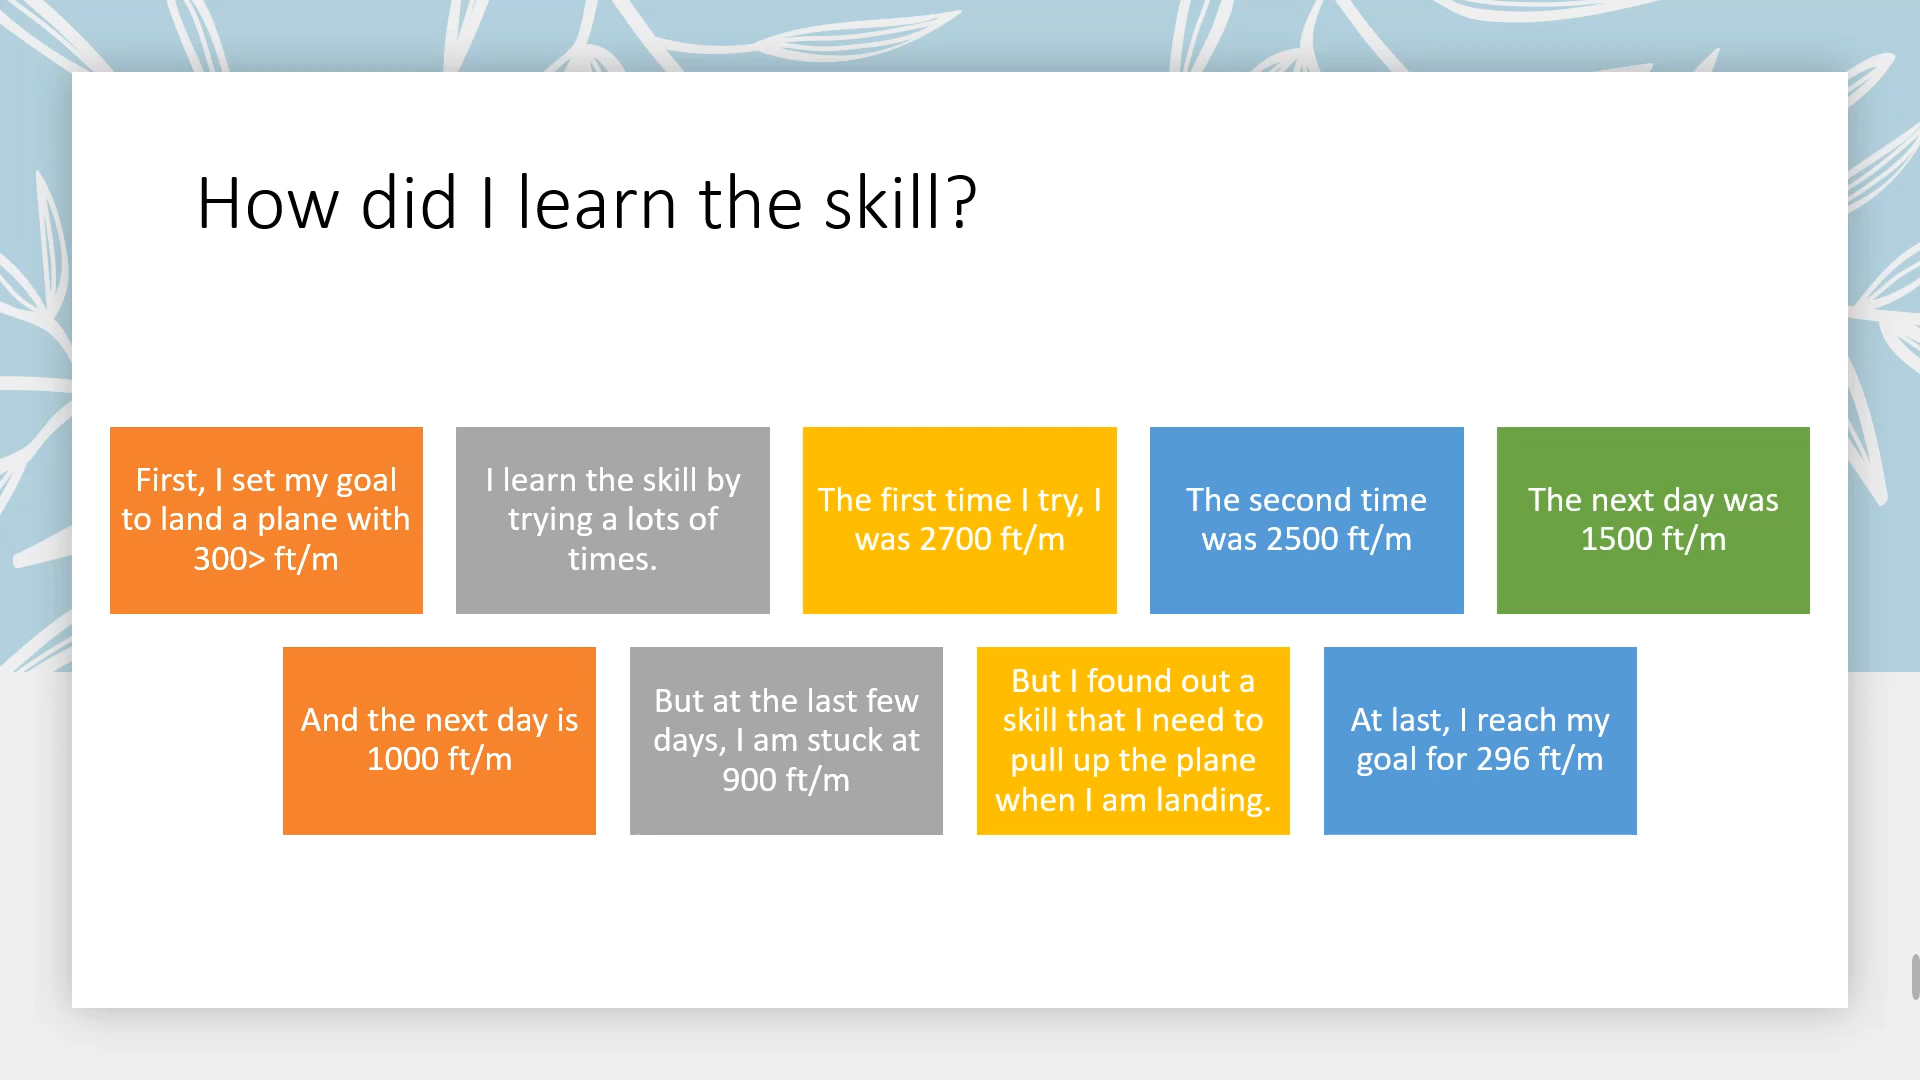 How did I learn the skill?
First, I set my goal
to land a plane with
300> ft/m
I learn the skill by
trying a lots of
times.
The first time I try, I
was 2700 ft/m
The second time
was 2500 ft/m
The next day was
1500 ft/m
And the next day is
1000 ft/m
But at the last few
days, I am stuck at
900 ft/m
But I found out a
skill that I need to
pull up the plane
when I am landing.
At last, I reach my
goal for 296 ft/m